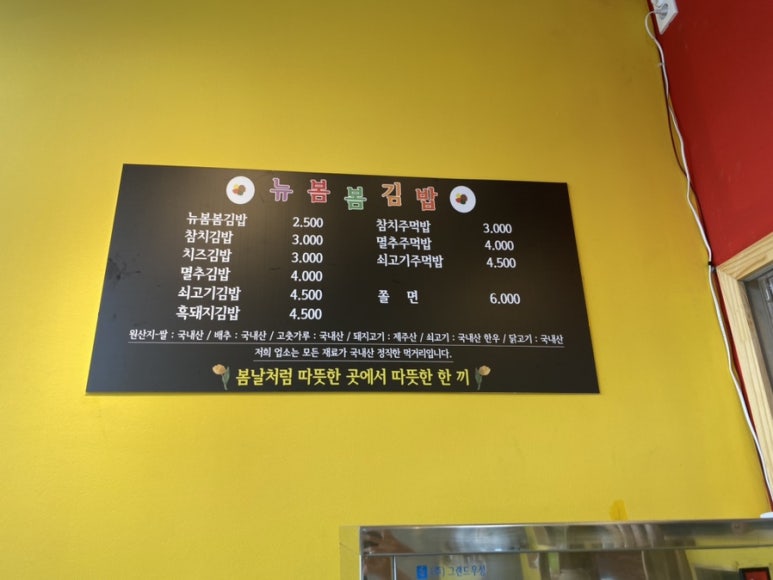 뉴봄봄김밥
뉴봄봄김밥 2.500
참치김밥 3.000
치즈김밥 3.000
멸추김밥 4.000
쇠고기김밥 4.500
흑돼지김밥 4.500
참치주먹밥 3.000
멸추주먹밥 4.000
쇠고기주먹밥 4.500
쫄 면 6.000
원산지-쌀 : 국내산 / 배추 : 국내산 / 고춧가루 : 국내산 / 돼지고기 : 제주산 / 쇠고기 : 국내산 한우 / 닭고기 : 국내산
저희 업소는 모든 재료가 국내산 정직한 먹거리입니다.
봄날처럼 따뜻한 곳에서 따뜻한 한 끼
(주)그랜드우성